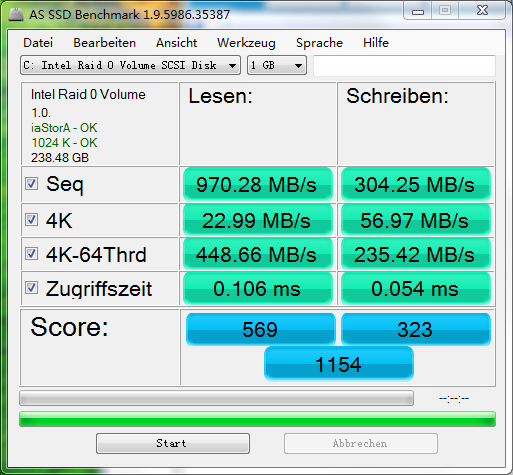 AS SSD Benchmark 1.9.5986.35387
Datei Bearbeiten Ansicht Werkzeug Sprache Hilfe
C: Intel Raid 0 Volume SCSI Disk 1 GB
Intel Raid 0 Volume
1.0.
iaStorA - OK
1024 K - OK
238.48 GB
Lesen: Schreiben:
Seq 970.28 MB/s 304.25 MB/s
4K 22.99 MB/s 56.97 MB/s
4K-64Thrd 448.66 MB/s 235.42 MB/s
Zugriffszeit 0.106 ms 0.054 ms
Score: 569 323
1154
--:--:--
Start Abbrechen